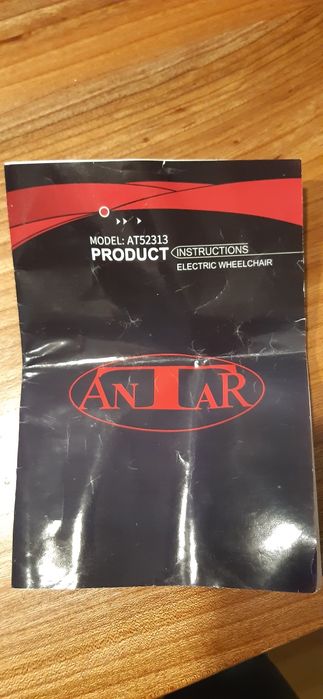 MODEL: AT52313
PRODUCT INSTRUCTIONS
ELECTRIC WHEELCHAIR
ANTAR